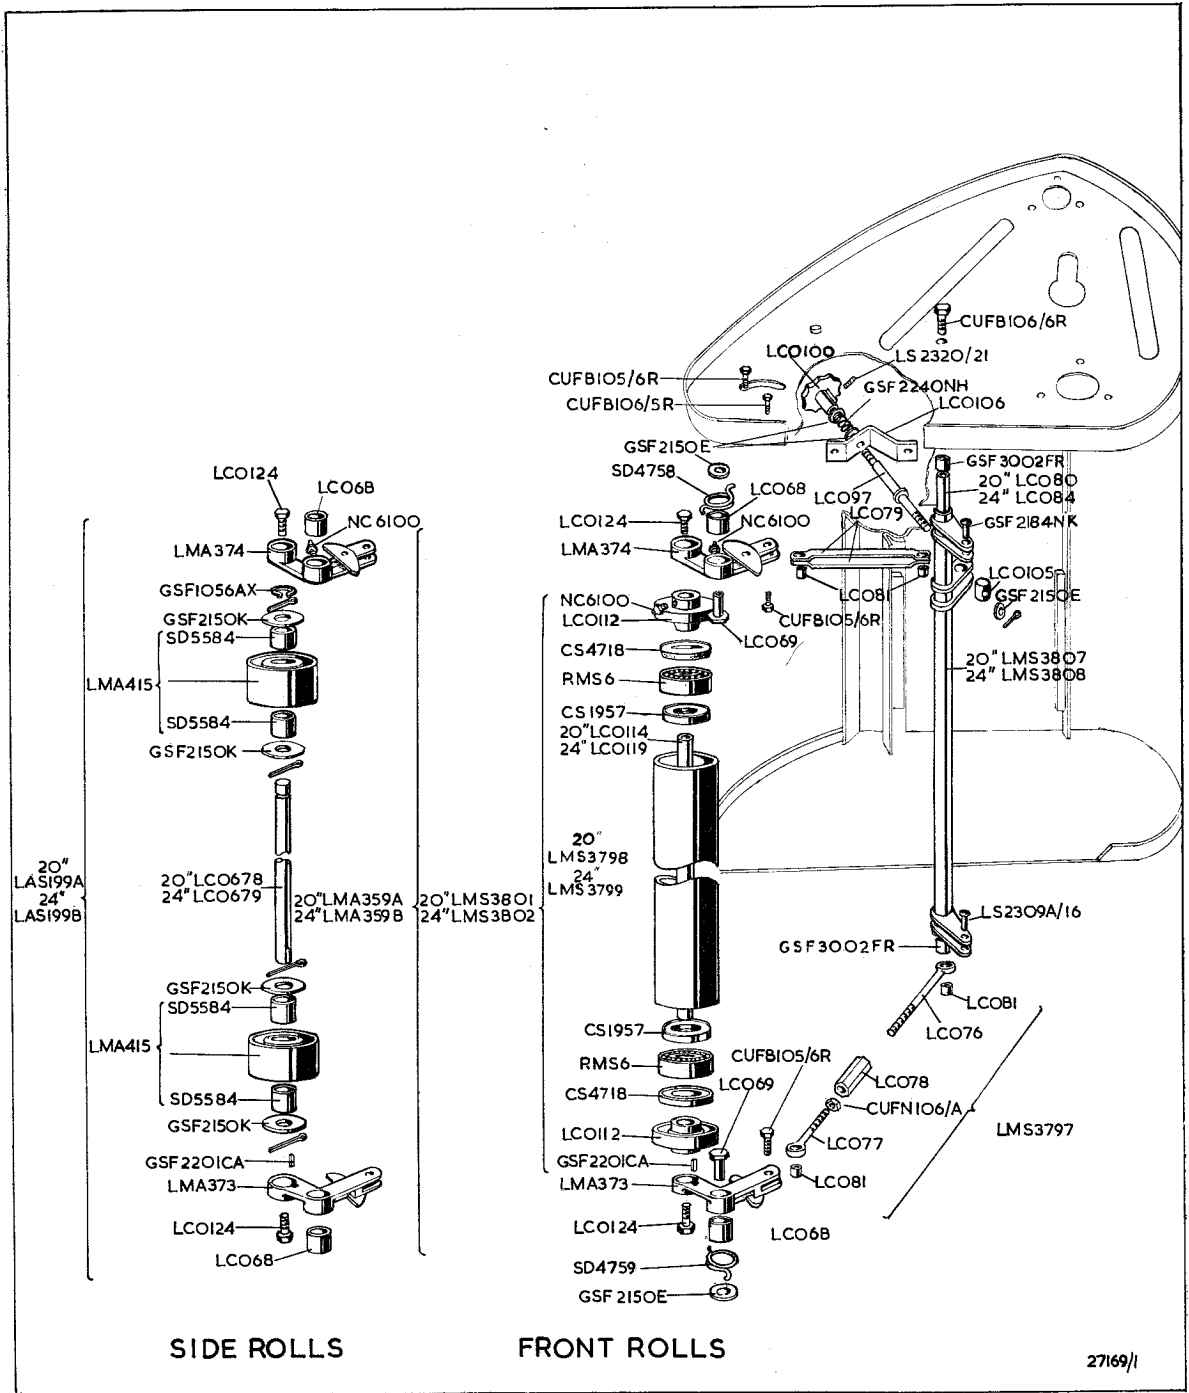 CUFB106/6R
LCO100
LS2320/21
CUFB105/6R
GSF2240NH
CUFB106/5R
LCO106
GSF2150E
GSF3002FR
SD4758
20" LCO80
24" LCO84
LCO124
LCO6B
LCO97
LCO68
LCO79
GSF2184NK
NC6100
LCO124
NC6100
LMA374
LMA374
LCO105
GSF2150E
LCO81
GSF1056AX
NC6100
LCO112
CUFB105/6R
GSF2150K
SD5584
LCO69
CS4718
20" LMS3807
24" LMS3808
LMA415
RMS6
CS1957
SD5584
20" LCO114
24" LCO119
GSF2150K
20"
LMS3798
24"
LMS3799
20"
LAS199A
24"
LAS199B
20" LCO678
24" LCO679
20" LMA359A
24" LMA359B
20" LMS3801
24" LMS3802
LS2309A/16
GSF3002FR
GSF2150K
SD5584
LCO81
LCO76
CS1957
LMA415
RMS6
CUFB105/6R
LCO69
LCO78
CS4718
SD5584
CUFN106/A
GSF2150K
LCO112
LCO77
LMS3797
GSF2201CA
GSF2201CA
LMA373
LMA373
LCO81
LCO124
LCO124
LCO6B
LCO68
SD4759
GSF2150E
SIDE ROLLS
FRONT ROLLS
27169/1